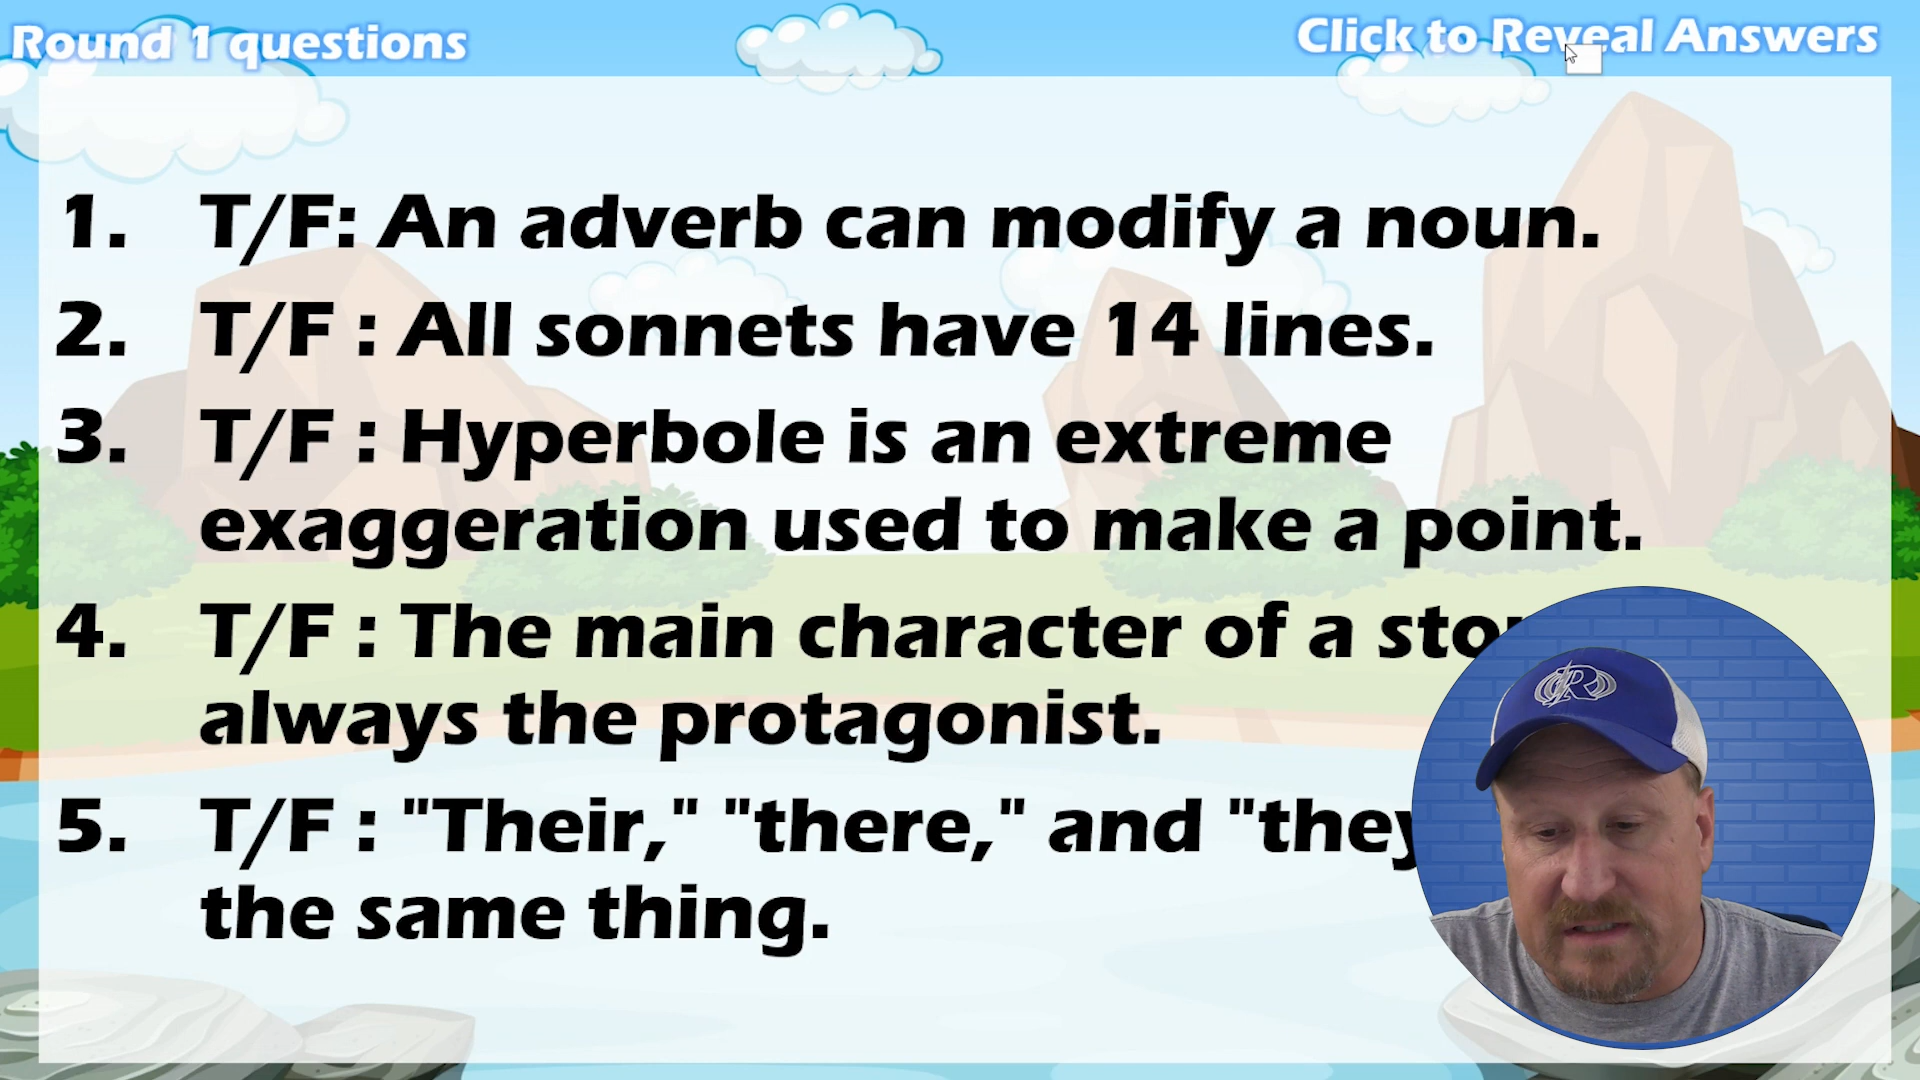 Round 1 questions
Click to Reveal Answers
1. T/F: An adverb can modify a noun.
2. T/F : All sonnets have 14 lines.
3. T/F : Hyperbole is an extreme
exaggeration used to make a point.
4. T/F : The main character of a
always the protagonist.
5. T/F : "Their," "there," and
the same thing.